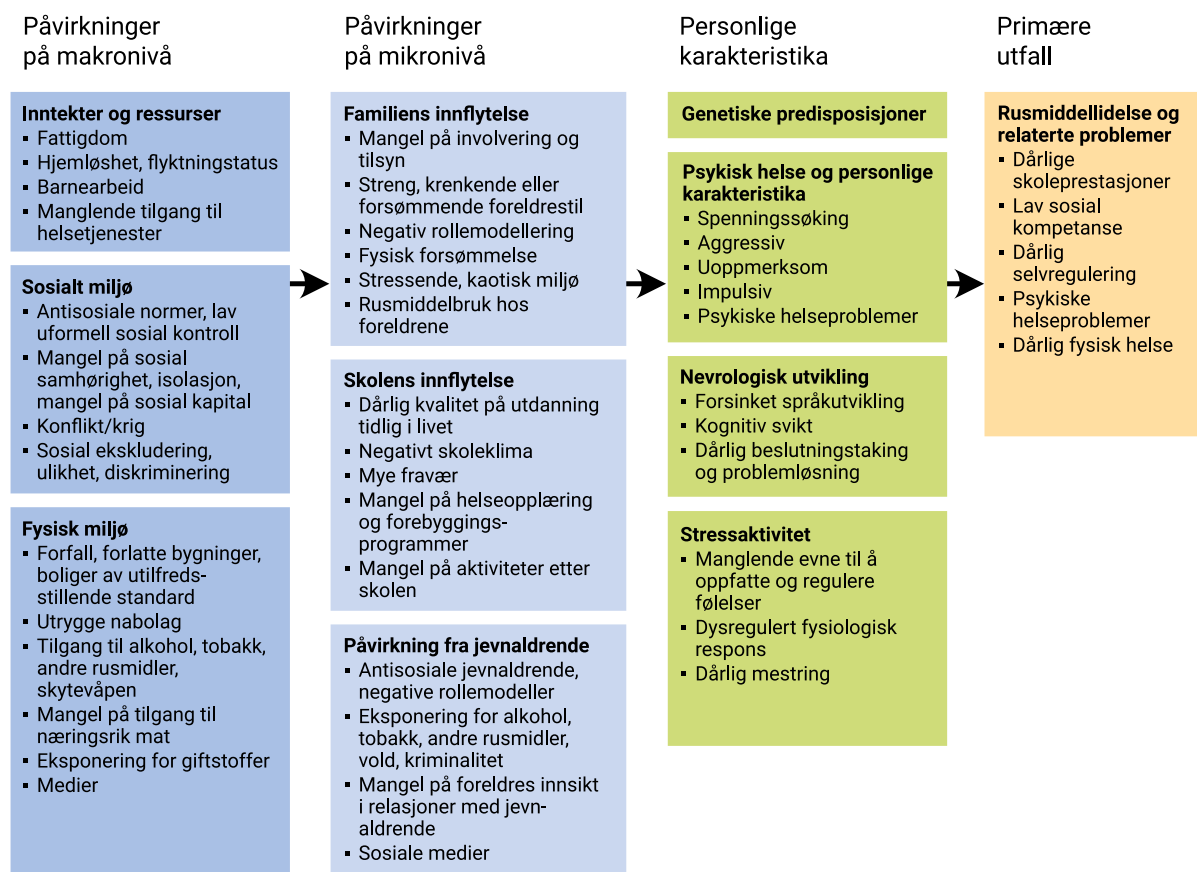 Påvirkninger
på makronivå
Inntekter og ressurser
▪ Fattigdom
▪ Hjemløshet, flyktningstatus
▪ Barnearbeid
▪ Manglende tilgang til
helsetjenester
Sosialt miljø
▪ Antisosiale normer, lav
uformell sosial kontroll
▪ Mangel på sosial
samhørighet, isolasjon,
mangel på sosial kapital
▪ Konflikt/krig
▪ Sosial ekskludering,
ulikhet, diskriminering
Fysisk miljø
▪ Forfall, forlatte bygninger,
boliger av utilfreds-
stillende standard
▪ Utrygge nabolag
▪ Tilgang til alkohol, tobakk,
andre rusmidler,
skytevåpen
▪ Mangel på tilgang til
næringsrik mat
▪ Eksponering for giftstoffer
▪ Medier
Påvirkninger
på mikronivå
Familiens innflytelse
▪ Mangel på involvering og
tilsyn
▪ Streng, krenkende eller
forsømmende foreldrestil
▪ Negativ rollemodellering
▪ Fysisk forsømmelse
▪ Stressende, kaotisk miljø
▪ Rusmiddelbruk hos
foreldrene
Skolens innflytelse
▪ Dårlig kvalitet på utdanning
tidlig i livet
▪ Negativt skoleklima
▪ Mye fravær
▪ Mangel på helseopplæring
og forebyggings-
programmer
▪ Mangel på aktiviteter etter
skolen
Påvirkning fra jevnaldrende
▪ Antisosiale jevnaldrende,
negative rollemodeller
▪ Eksponering for alkohol,
tobakk, andre rusmidler,
vold, kriminalitet
▪ Mangel på foreldres innsikt
i relasjoner med jevn-
aldrende
▪ Sosiale medier
Personlige
karakteristika
Genetiske predisposisjoner
Psykisk helse og personlige
karakteristika
▪ Spenningssøking
▪ Aggressiv
▪ Uoppmerksom
▪ Impulsiv
▪ Psykiske helseproblemer
Nevrologisk utvikling
▪ Forsinket språkutvikling
▪ Kognitiv svikt
▪ Dårlig beslutningstaking
og problemløsning
Stressaktivitet
▪ Manglende evne til å
oppfatte og regulere
følelser
▪ Dysregulert fysiologisk
respons
▪ Dårlig mestring
Primære
utfall
Rusmiddellidelse og
relaterte problemer
▪ Dårlige
skoleprestasjoner
▪ Lav sosial
kompetanse
▪ Dårlig
selvregulering
▪ Psykiske
helseproblemer
▪ Dårlig fysisk helse